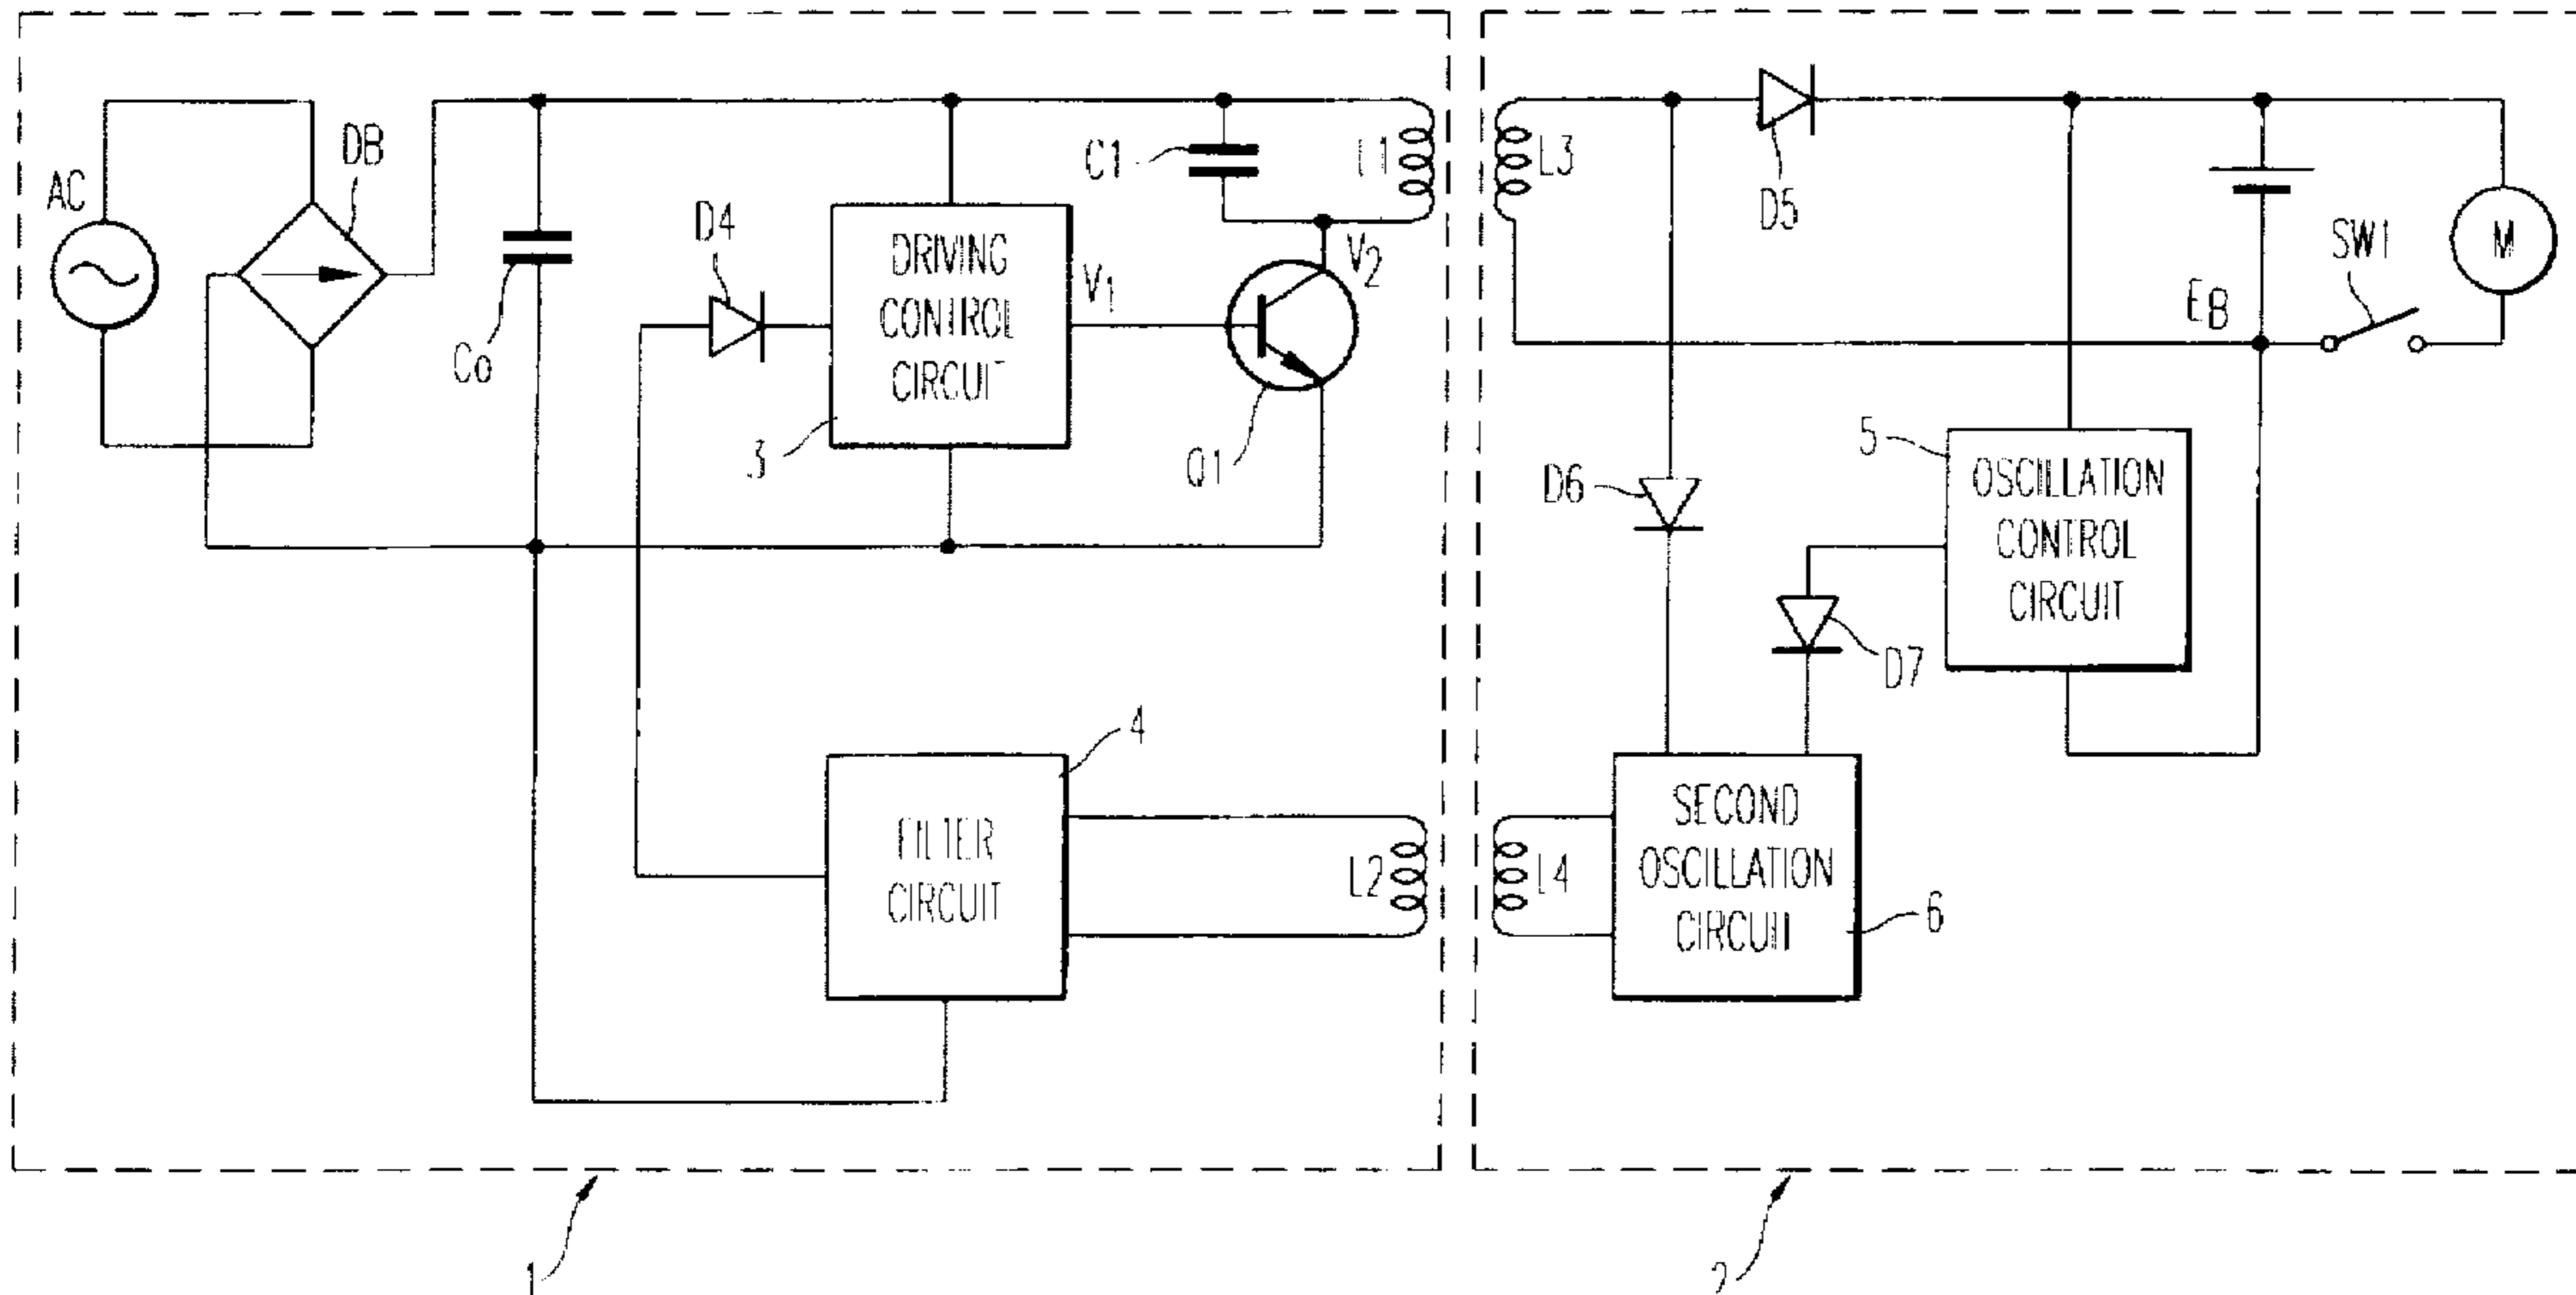 AC
DB
Co
D4
DRIVING
CONTROL
CIRCUIT
3
V1
C1
L1
V2
Q1
L3
D5
EB
SW1
M
D6
5
OSCILLATION
CONTROL
CIRCUIT
D7
4
FILTER
CIRCUIT
L2
L4
SECOND
OSCILLATION
CIRCUIT
6
1
2